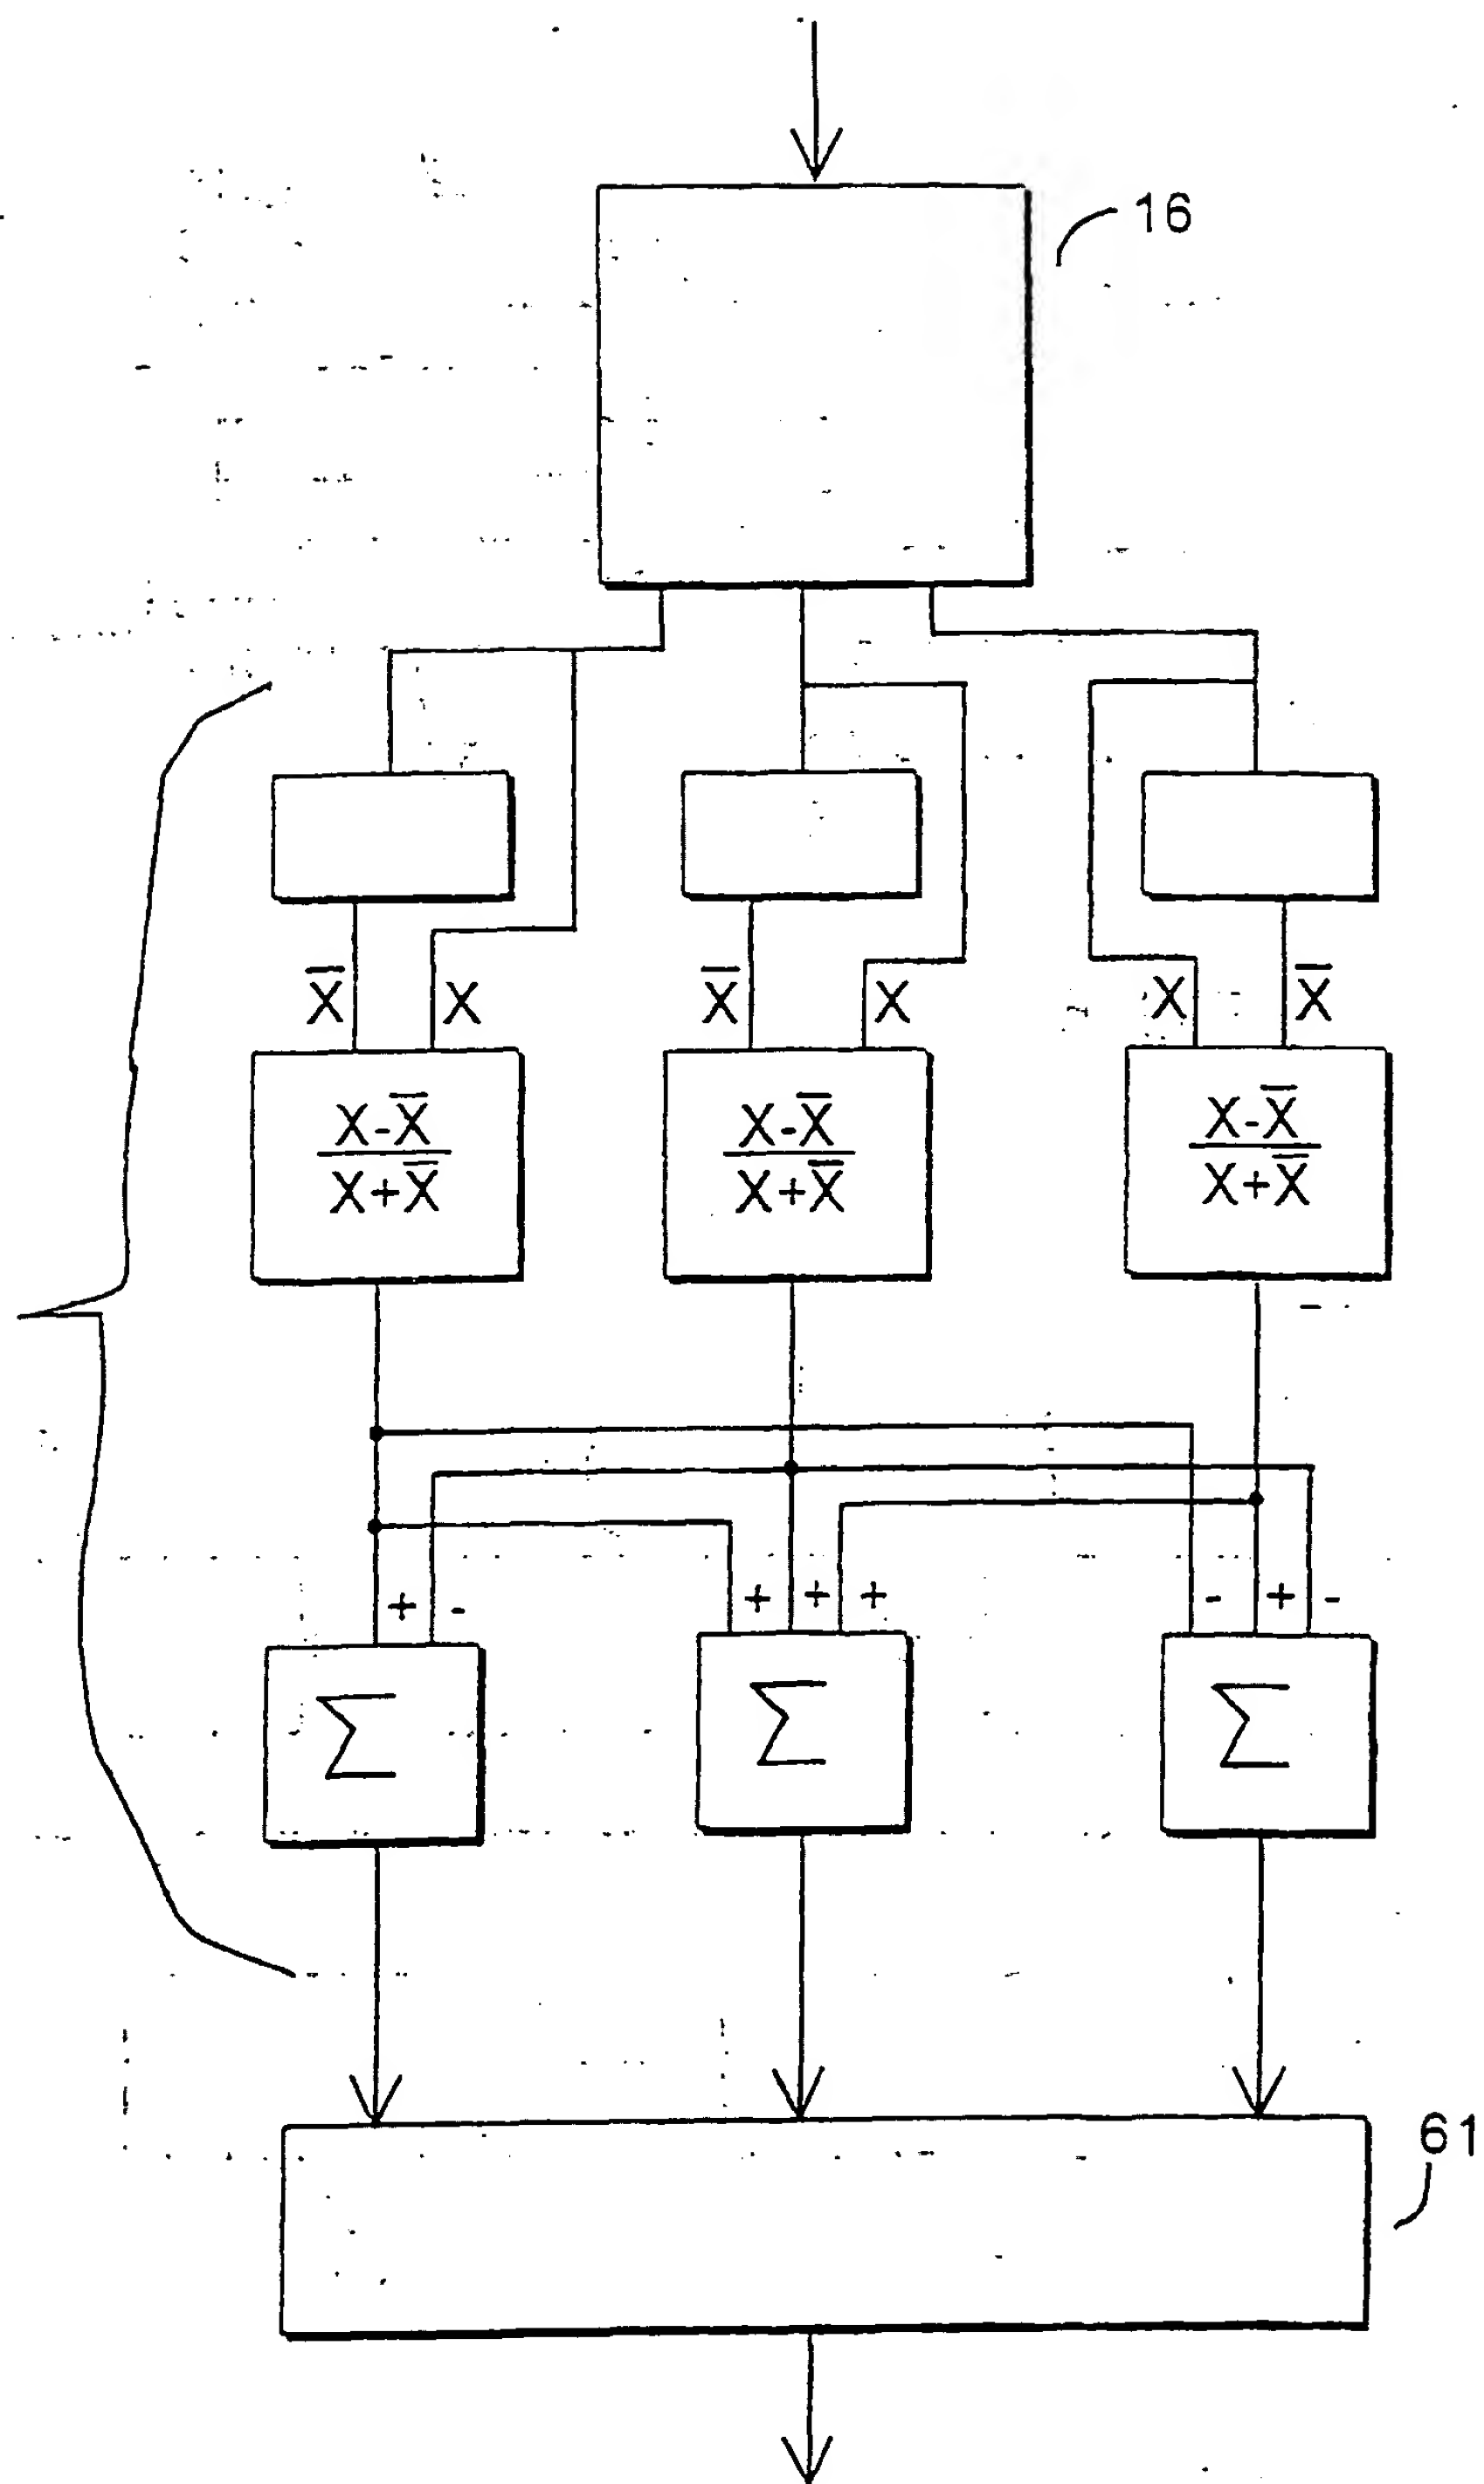 16
X̅ X X̅ X X X̅
X-X̅ X-X̅ X-X̅
X+X̅ X+X̅ X+X̅
+ - + + + - + -
Σ Σ Σ
61